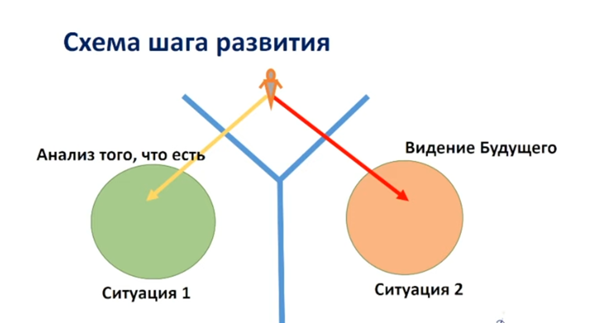 Схема шага развития
Анализ того, что есть
Видение Будущего
Ситуация 1
Ситуация 2